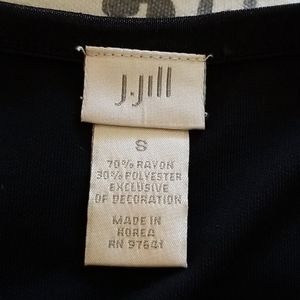 J.Jill
S
70% RAYON
30% POLYESTER
EXCLUSIVE
OF DECORATION
MADE IN
KOREA
RN 97641